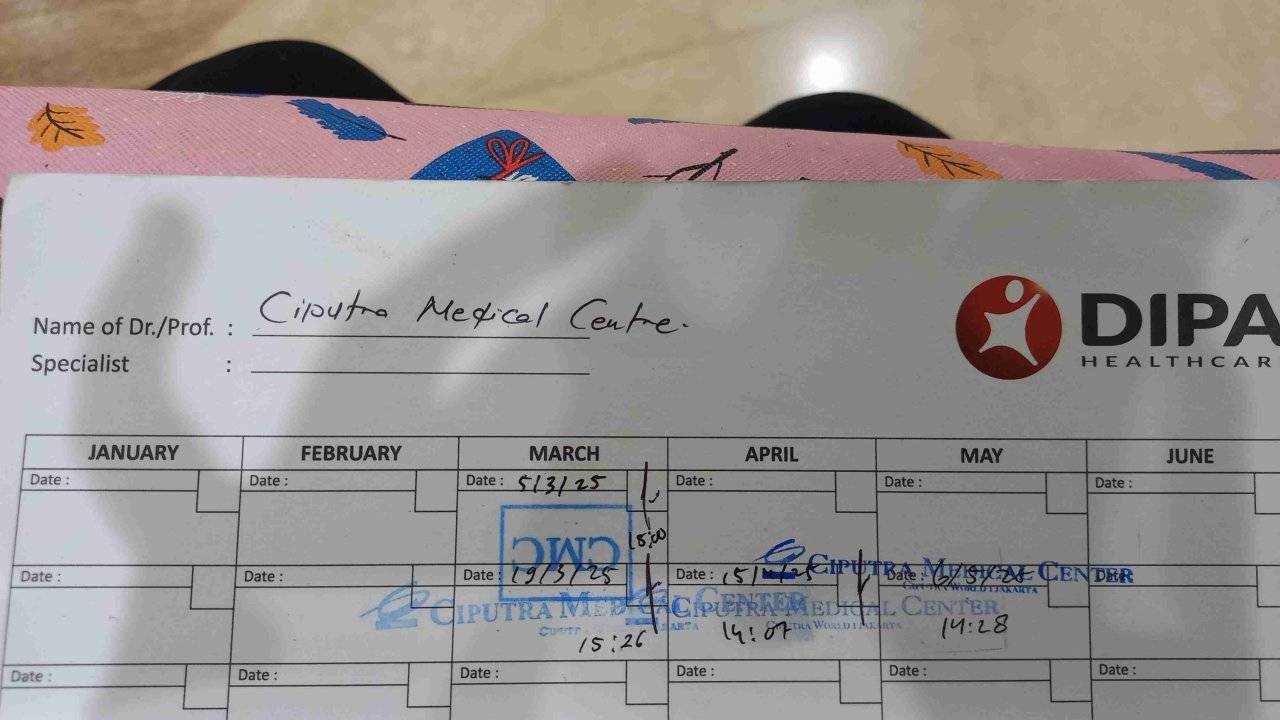 Name of Dr./Prof. : Ciputra Medical Centre.
Specialist :
DIPA
HEALTHCAR
JANUARY FEBRUARY MARCH APRIL MAY JUNE
Date : Date : Date : 5/3/25 Date : Date : Date :
15:00
CMC
Date : Date : Date : 19/3/25 Date : Date : Date :
CIPUTRA MEDICAL CENTER
CIPUTRA MEDICAL CENTER
CIPUTRA MEDICAL CENTER
CIPUTRA WORLD 1 JAKARTA
15:26 14:07 14:28
Date : Date : Date : Date : Date : Date :